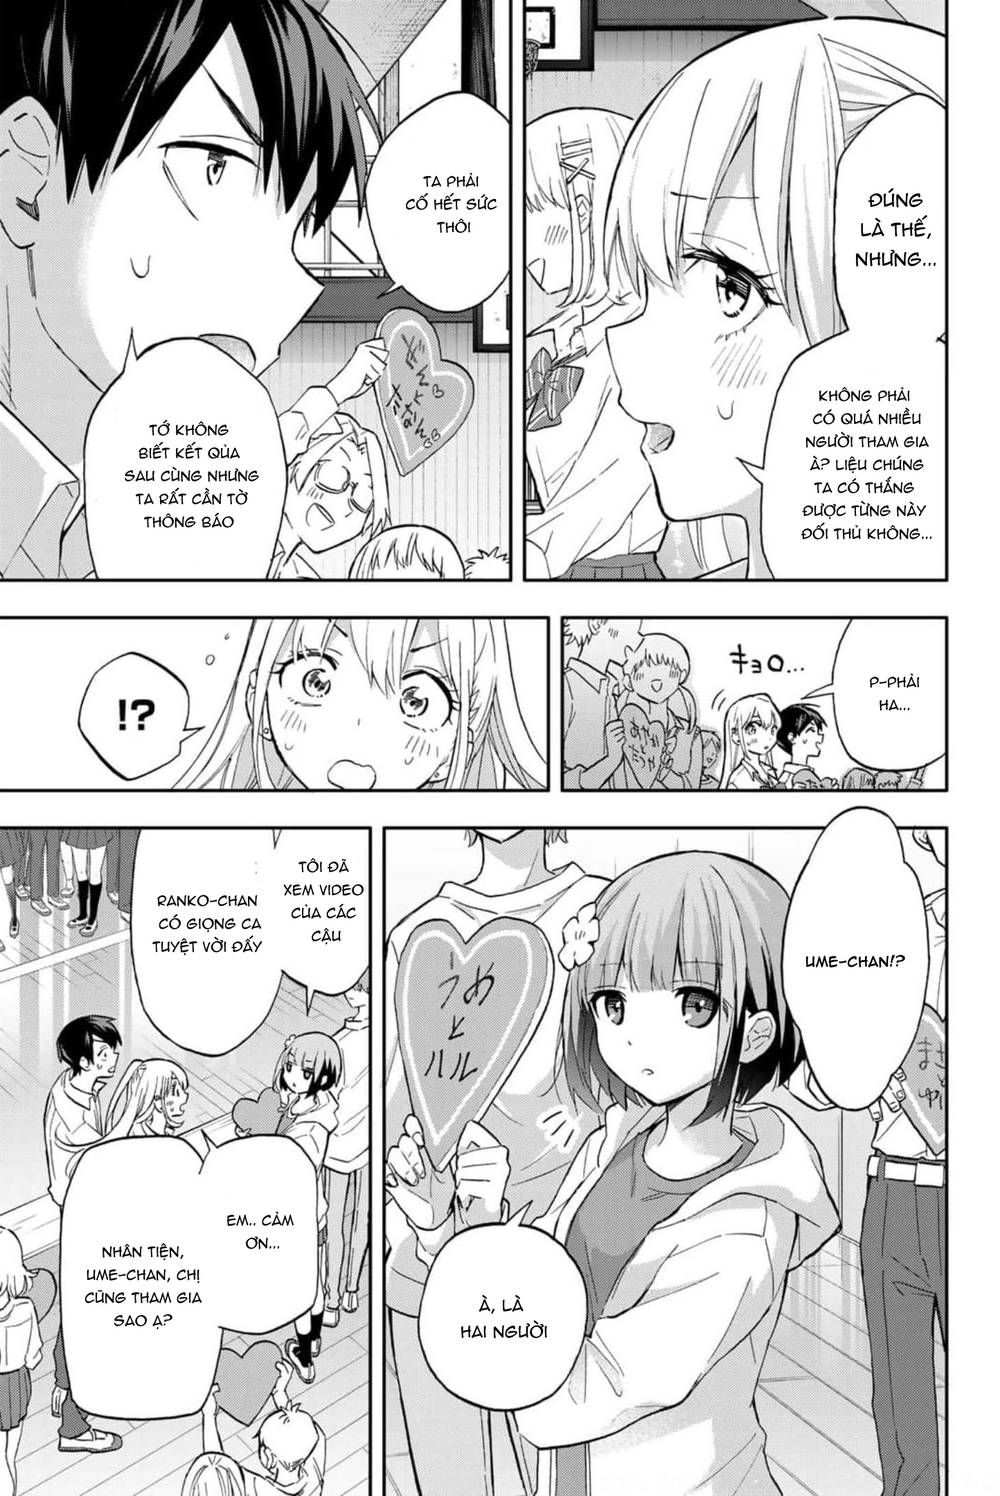 ĐÚNG
LÀ THẾ,
NHƯNG...
KHÔNG PHẢI
CÓ QUÁ NHIỀU
NGƯỜI THAM GIA
À? LIỆU CHÚNG
TA CÓ THẮNG
ĐƯỢC TỪNG NÀY
ĐỐI THỦ KHÔNG...
TA PHẢI
CỐ HẾT SỨC
THÔI
TỚ KHÔNG
BIẾT KẾT QỦA
SAU CÙNG NHƯNG
TA RẤT CẦN TỜ
THÔNG BÁO
P-PHẢI
HA...
キョロ...
!?
UME-CHAN!?
うめ
と
ハル
À, LÀ
HAI NGƯỜI
TÔI ĐÃ
XEM VIDEO
CỦA CÁC
CẬU
RANKO-CHAN
CÓ GIỌNG CA
TUYỆT VỜI ĐẤY
EM.. CẢM
ƠN...
NHÂN TIỆN,
UME-CHAN, CHỊ
CŨNG THAM GIA
SAO Ạ?